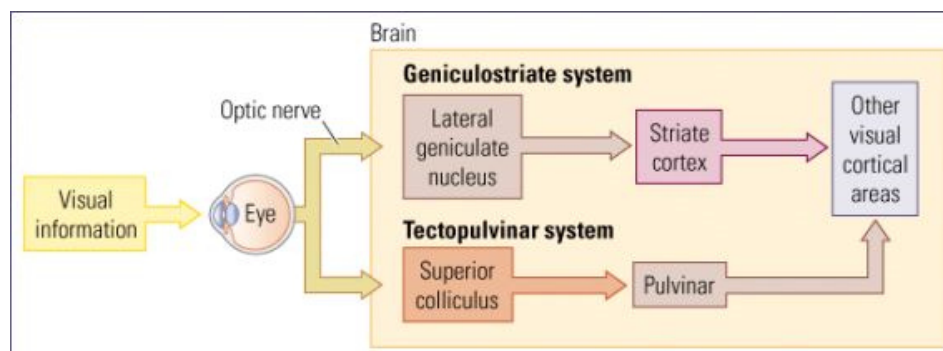 Brain
Geniculostriate system
Optic nerve
Lateral
geniculate
nucleus
Striate
cortex
Other
visual
cortical
areas
Visual
information
Eye
Tectopulvinar system
Superior
colliculus
Pulvinar